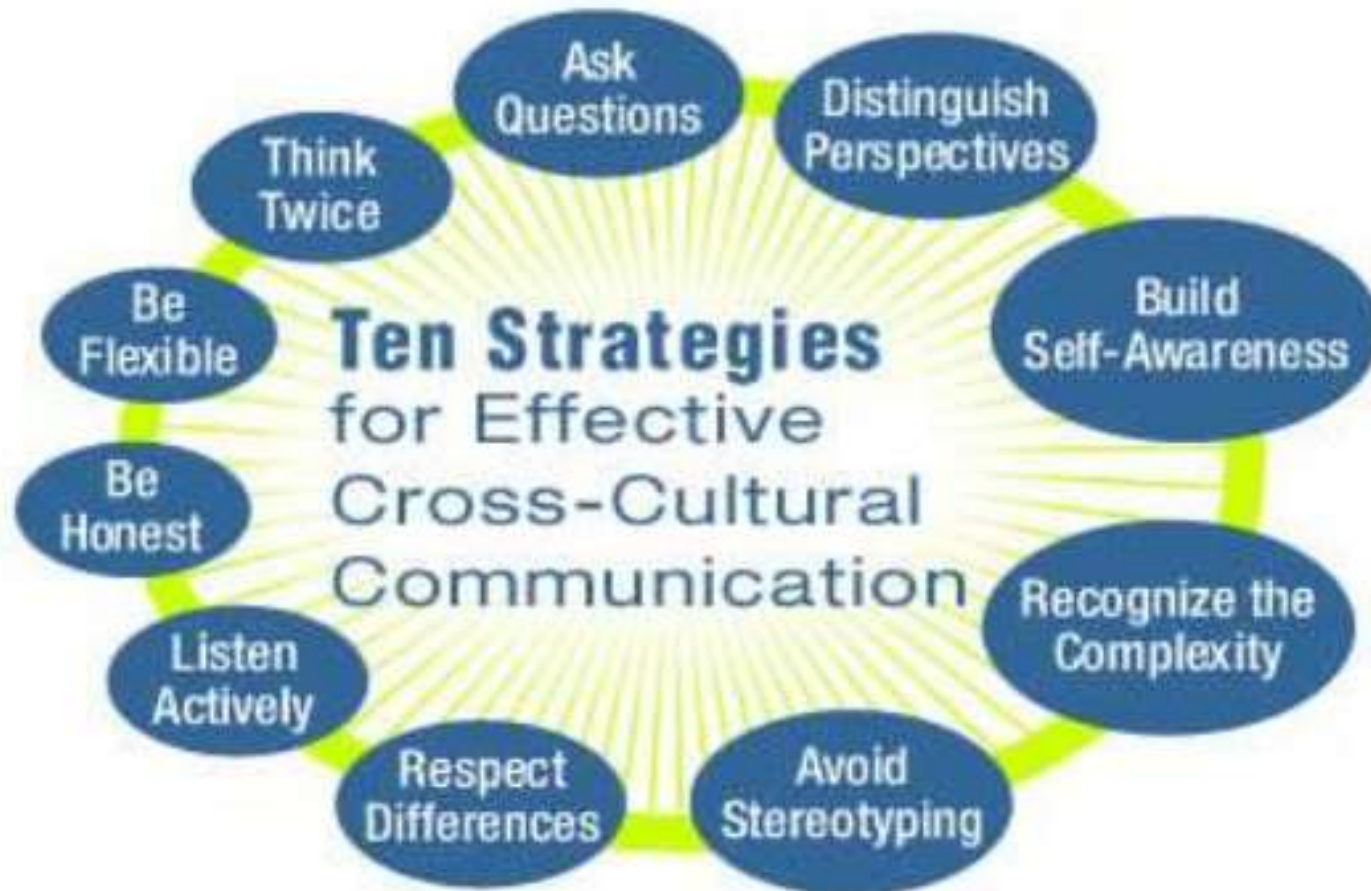 Ten Strategies
for Effective
Cross-Cultural
Communication
Ask
Questions
Distinguish
Perspectives
Build
Self-Awareness
Recognize the
Complexity
Avoid
Stereotyping
Respect
Differences
Listen
Actively
Be
Honest
Be
Flexible
Think
Twice